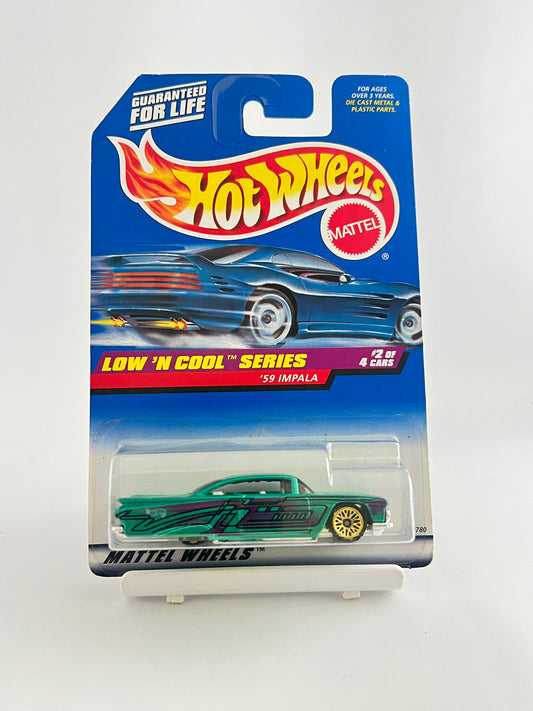 GUARANTEED
FOR LIFE
FOR AGES
OVER 3 YEARS.
DIE CAST METAL &
PLASTIC PARTS.
HOT WHEELS
MATTEL
®
LOW 'N COOL™ SERIES
'59 IMPALA
#2 OF
4 CARS
780
MATTEL WHEELS™